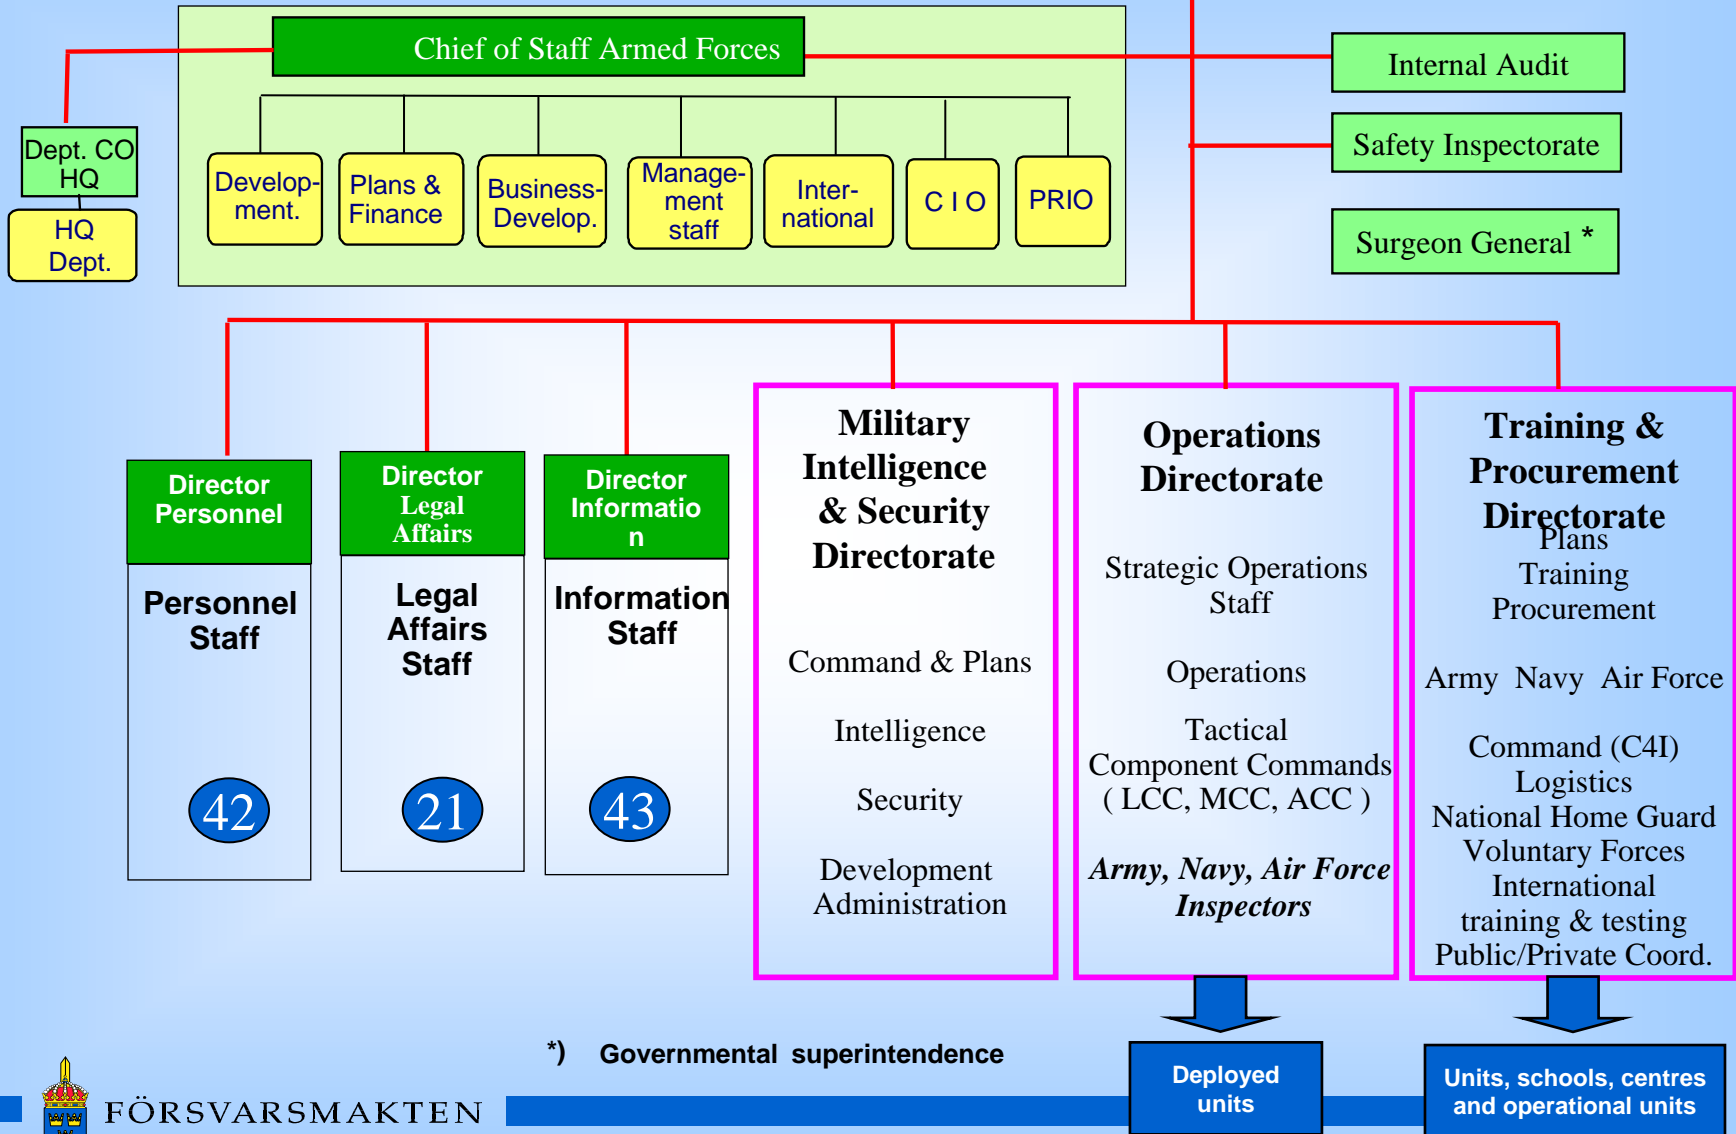 Chief of Staff Armed Forces
Internal Audit
Dept. CO
HQ
Safety Inspectorate
HQ
Dept.
Develop-
ment.
Plans &
Finance
Business-
Develop.
Manage-
ment
staff
Inter-
national
C I O
PRIO
Surgeon General *
Director
Personnel
Personnel
Staff
42
Director
Legal
Affairs
Legal
Affairs
Staff
21
Director
Informatio
n
Information
Staff
43
Military
Intelligence
& Security
Directorate
Command & Plans
Intelligence
Security
Development
Administration
Operations
Directorate
Strategic Operations
Staff
Operations
Tactical
Component Commands
( LCC, MCC, ACC )
Army, Navy, Air Force
Inspectors
Training &
Procurement
Directorate
Plans
Training
Procurement
Army Navy Air Force
Command (C4I)
Logistics
National Home Guard
Voluntary Forces
International
training & testing
Public/Private Coord.
*) Governmental superintendence
Deployed
units
Units, schools, centres
and operational units
FÖRSVARSMAKTEN